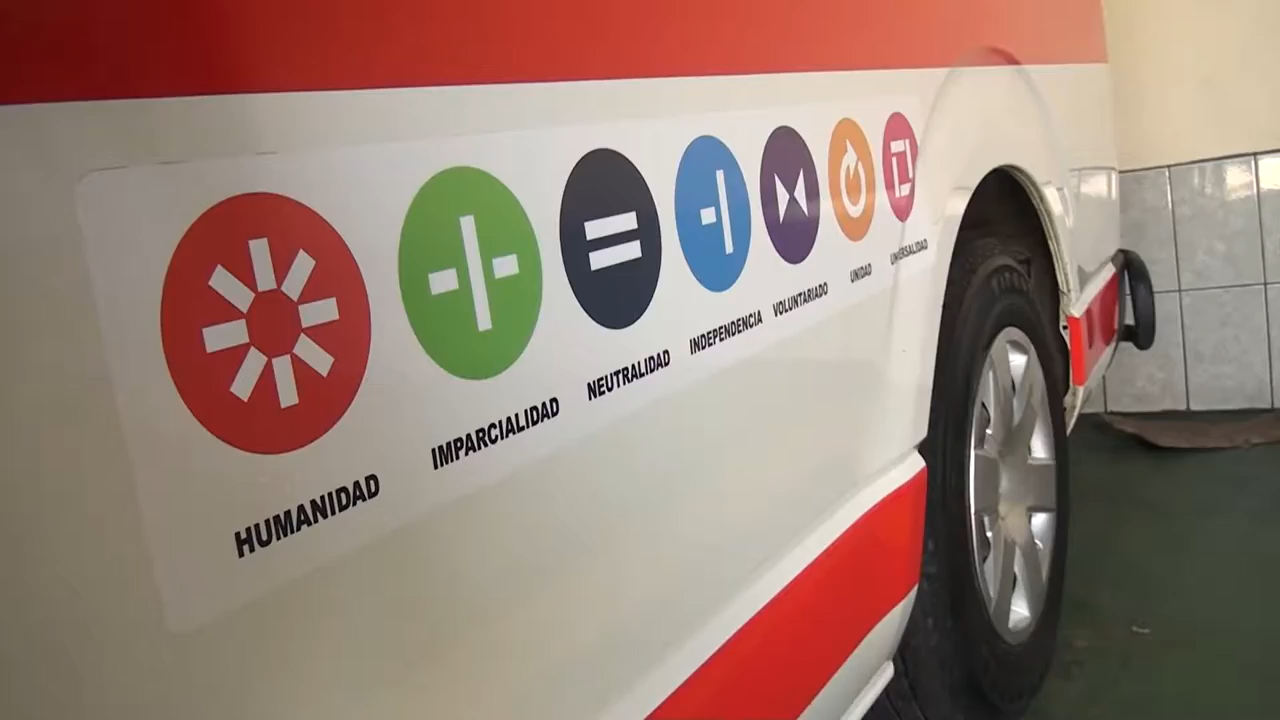 HUMANIDAD
IMPARCIALIDAD
NEUTRALIDAD
INDEPENDENCIA
VOLUNTARIADO
UNIDAD
UNIVERSALIDAD